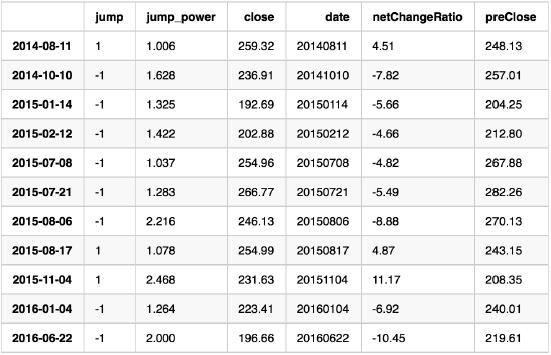 jump jump_power close date netChangeRatio preClose
2014-08-11 1 1.006 259.32 20140811 4.51 248.13
2014-10-10 -1 1.628 236.91 20141010 -7.82 257.01
2015-01-14 -1 1.325 192.69 20150114 -5.66 204.25
2015-02-12 -1 1.422 202.88 20150212 -4.66 212.80
2015-07-08 -1 1.037 254.96 20150708 -4.82 267.88
2015-07-21 -1 1.283 266.77 20150721 -5.49 282.26
2015-08-06 -1 2.216 246.13 20150806 -8.88 270.13
2015-08-17 1 1.078 254.99 20150817 4.87 243.15
2015-11-04 1 2.468 231.63 20151104 11.17 208.35
2016-01-04 -1 1.264 223.41 20160104 -6.92 240.01
2016-06-22 -1 2.000 196.66 20160622 -10.45 219.61